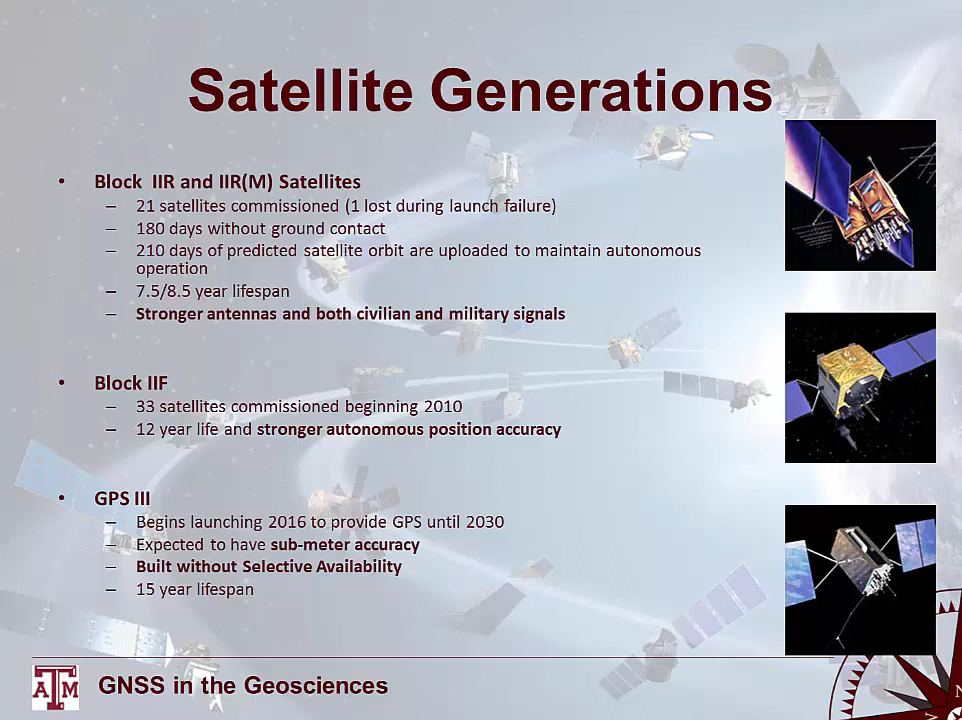 Satellite Generations
• Block IIR and IIR(M) Satellites
– 21 satellites commissioned (1 lost during launch failure)
– 180 days without ground contact
– 210 days of predicted satellite orbit are uploaded to maintain autonomous
operation
– 7.5/8.5 year lifespan
– Stronger antennas and both civilian and military signals
• Block IIF
– 33 satellites commissioned beginning 2010
– 12 year life and stronger autonomous position accuracy
• GPS III
– Begins launching 2016 to provide GPS until 2030
– Expected to have sub-meter accuracy
– Built without Selective Availability
– 15 year lifespan
ATM GNSS in the Geosciences
N